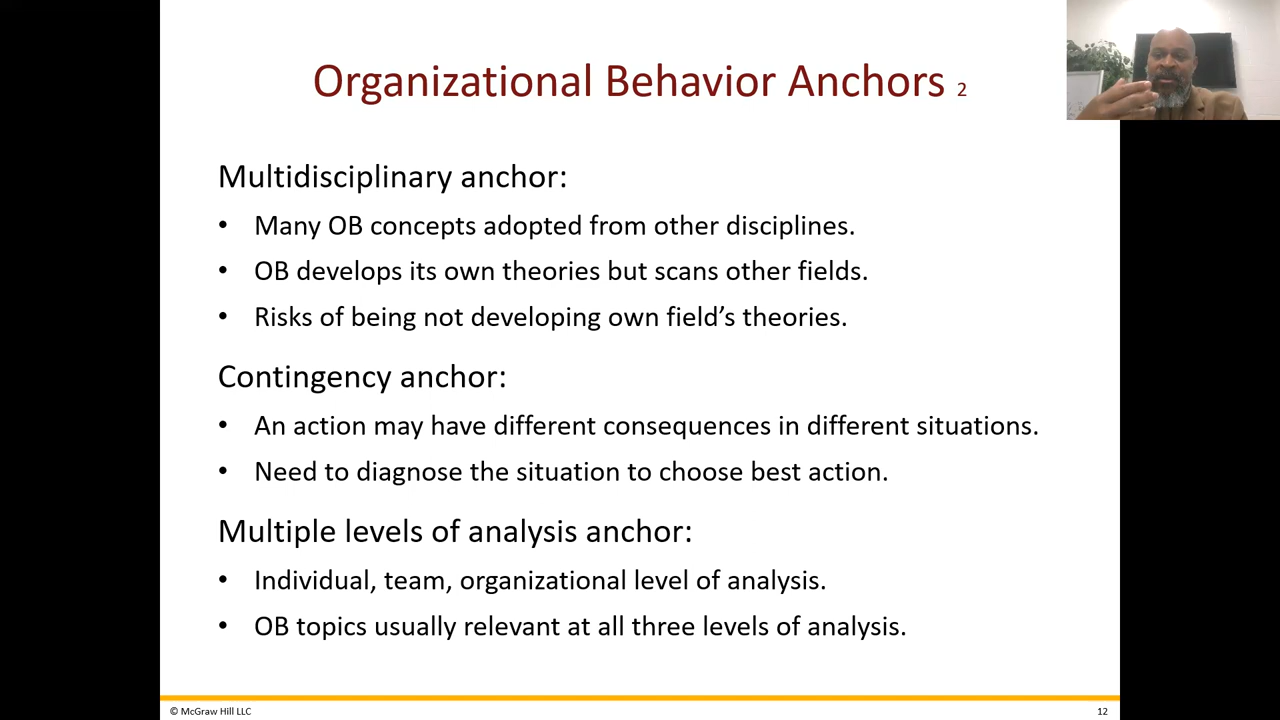 Organizational Behavior Anchors 2
Multidisciplinary anchor:
• Many OB concepts adopted from other disciplines.
• OB develops its own theories but scans other fields.
• Risks of being not developing own field’s theories.
Contingency anchor:
• An action may have different consequences in different situations.
• Need to diagnose the situation to choose best action.
Multiple levels of analysis anchor:
• Individual, team, organizational level of analysis.
• OB topics usually relevant at all three levels of analysis.
© McGraw Hill LLC
12